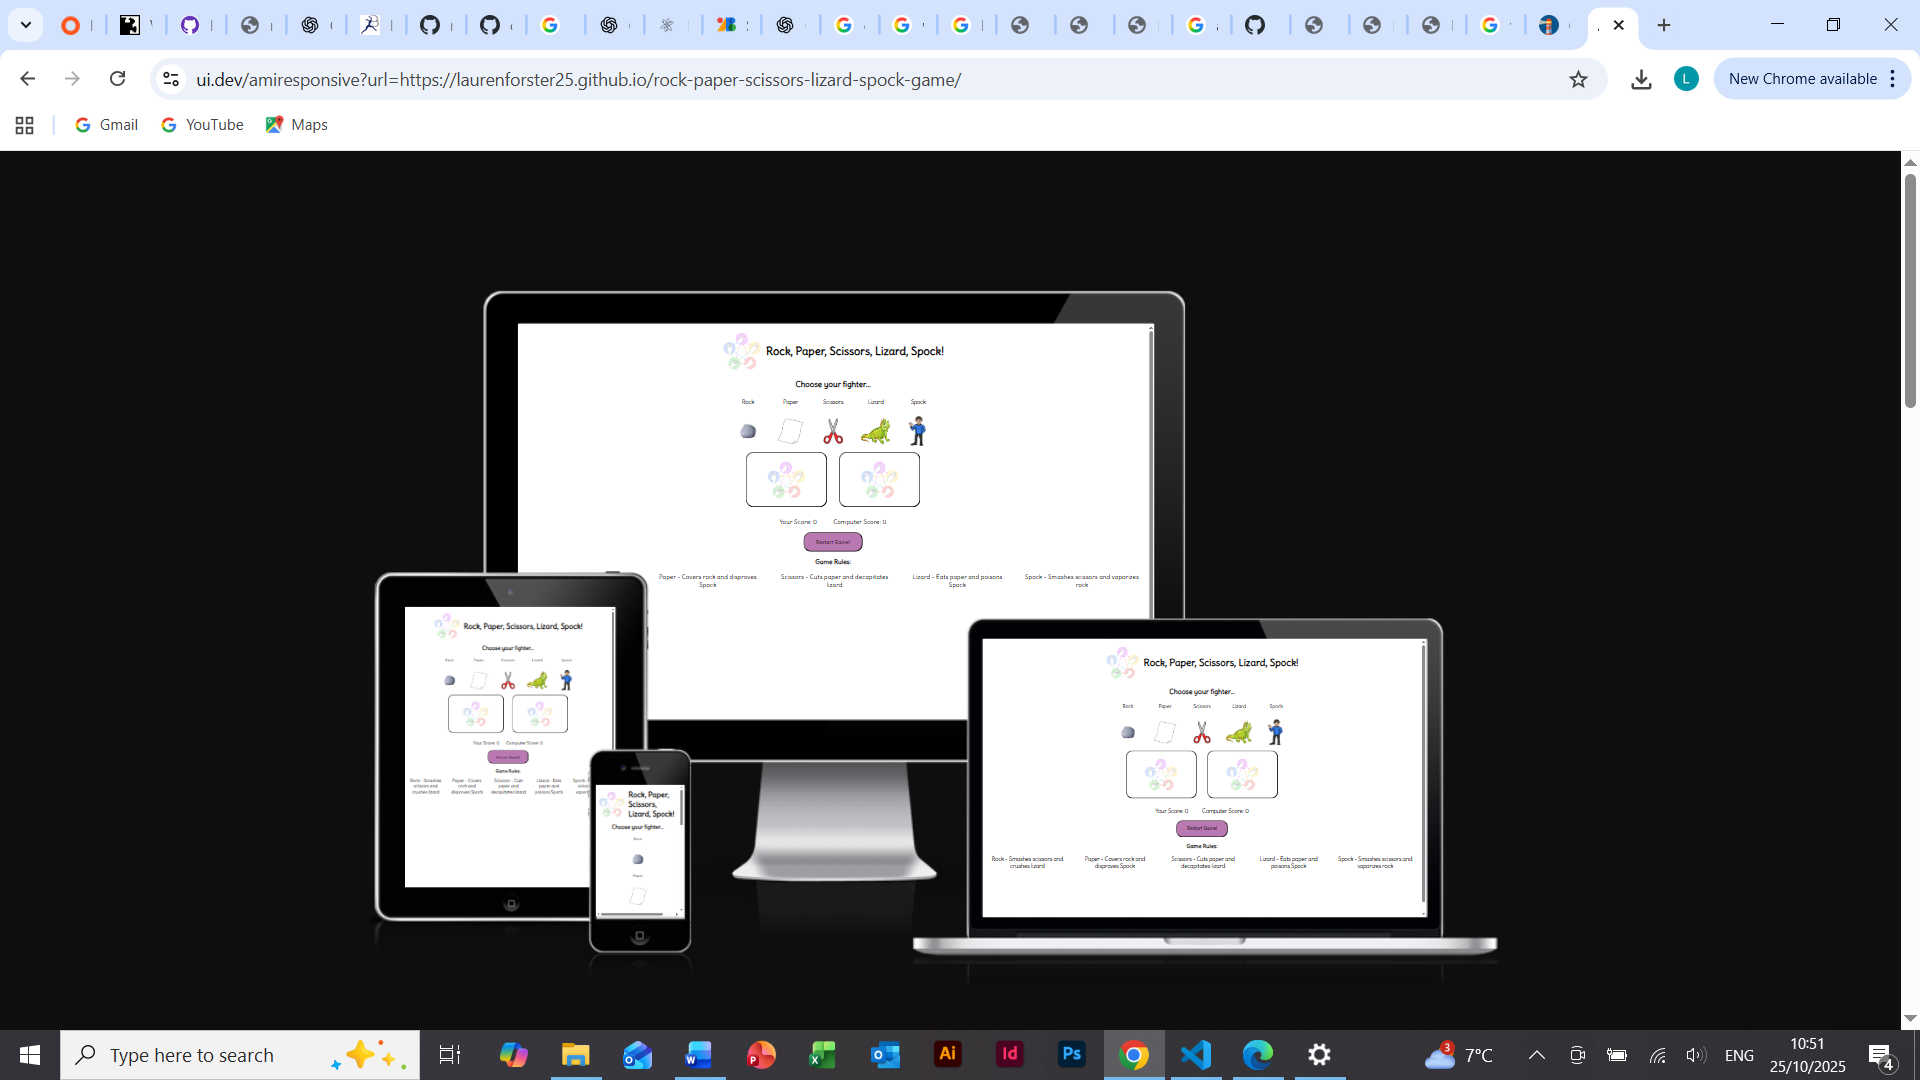 ui.dev/amiresponsive?url=https://laurenforster25.github.io/rock-paper-scissors-lizard-spock-game/
L
New Chrome available
Gmail
YouTube
Maps
Rock, Paper, Scissors, Lizard, Spock!
Choose your fighter...
Rock Paper Scissors Lizard Spock
Your Score: 0 Computer Score: 0
Restart Game!
Game Rules:
Paper - Covers rock and disproves Scissors - Cuts paper and decapitates Lizard - Eats paper and poisons Spock - Smashes scissors and vaporizes
Spock lizard Spock rock
Rock, Paper, Scissors, Lizard, Spock!
Choose your fighter...
Rock Paper Scissors Lizard Spock
Your Score: 0 Computer Score: 0
Restart Game!
Game Rules:
Rock - Smashes Paper - Covers Scissors - Cuts Lizard - Eats
scissors and rock and paper and paper and
crushes lizard disproves Spock decapitates lizard poisons Spock
Rock, Paper,
Scissors,
Lizard, Spock!
Choose your fighter...
Rock
Paper
Rock, Paper, Scissors, Lizard, Spock!
Choose your fighter...
Rock Paper Scissors Lizard Spock
Your Score: 0 Computer Score: 0
Restart Game!
Game Rules:
Rock - Smashes scissors and Paper - Covers rock and Scissors - Cuts paper and Lizard - Eats paper and Spock - Smashes scissors and
crushes lizard disproves Spock decapitates lizard poisons Spock vaporizes rock
Type here to search
Ai
Id
Ps
3
7°C
ENG
10:51
25/10/2025
4